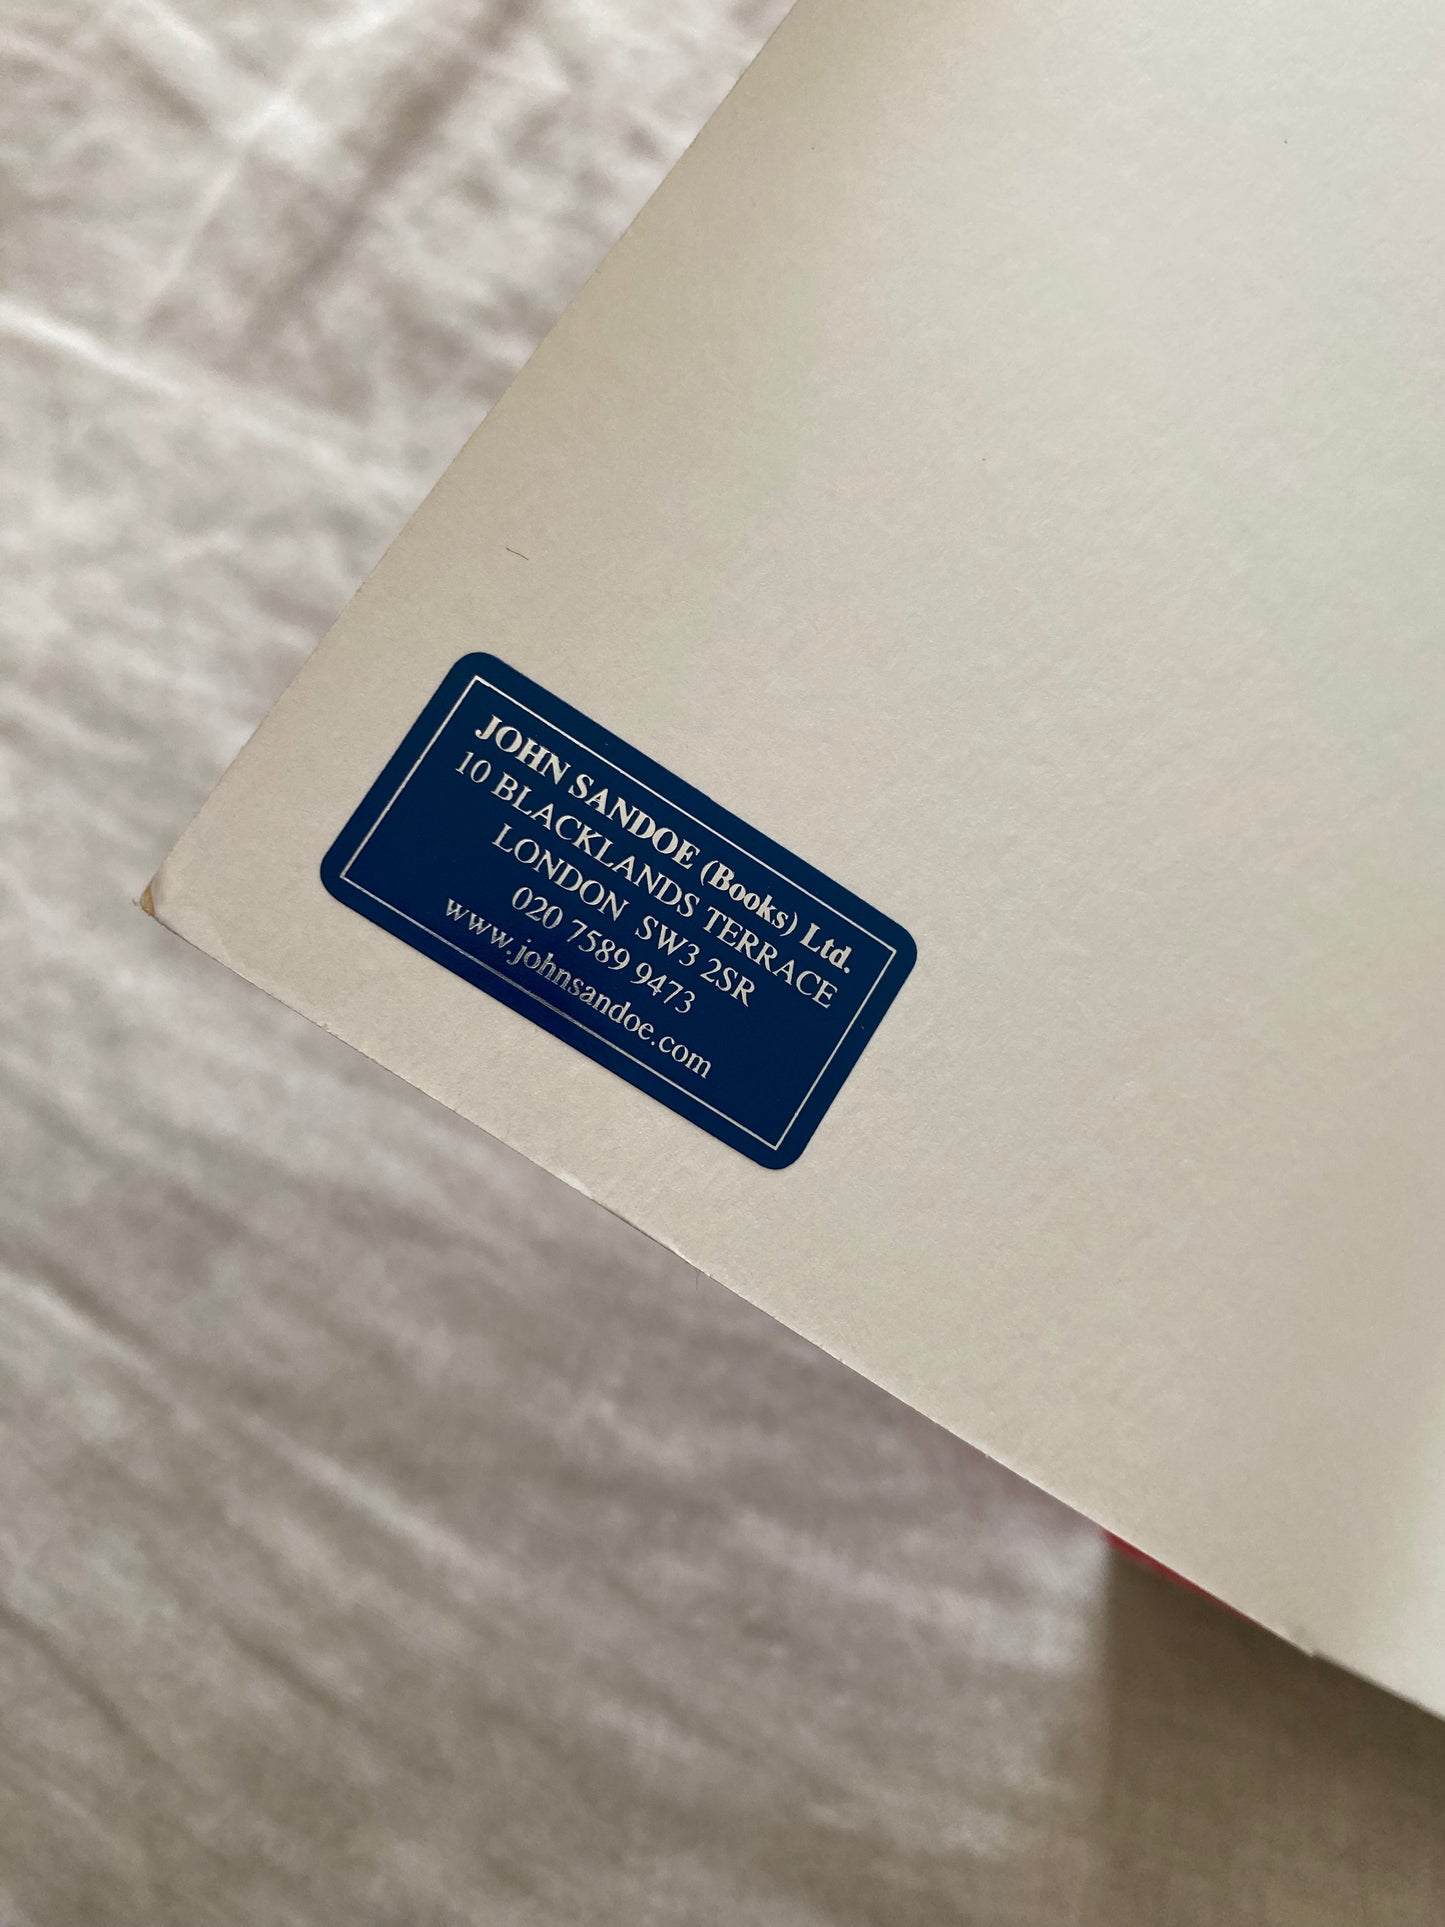 JOHN SANDOE (Books) Ltd.
10 BLACKLANDS TERRACE
LONDON SW3 2SR
020 7589 9473
www.johnsandoe.com